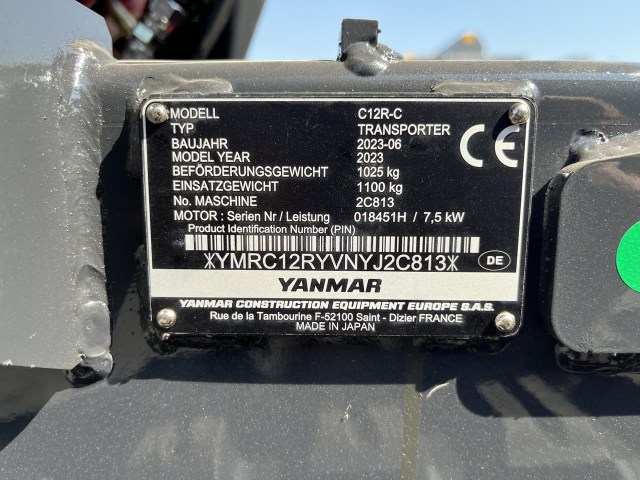 MODELL C12R-C
TYP TRANSPORTER
BAUJAHR 2023-06
MODEL YEAR 2023
BEFÖRDERUNGSGEWICHT 1025 kg
EINSATZGEWICHT 1100 kg
No. MASCHINE 2C813
MOTOR : Serien Nr / Leistung 018451H / 7,5 kW
Product Identification Number (PIN)
*YMRC12RYVNYJ2C813*
CE
DE
YANMAR
YANMAR CONSTRUCTION EQUIPMENT EUROPE S.A.S.
Rue de la Tambourine F-52100 Saint - Dizier FRANCE
MADE IN JAPAN